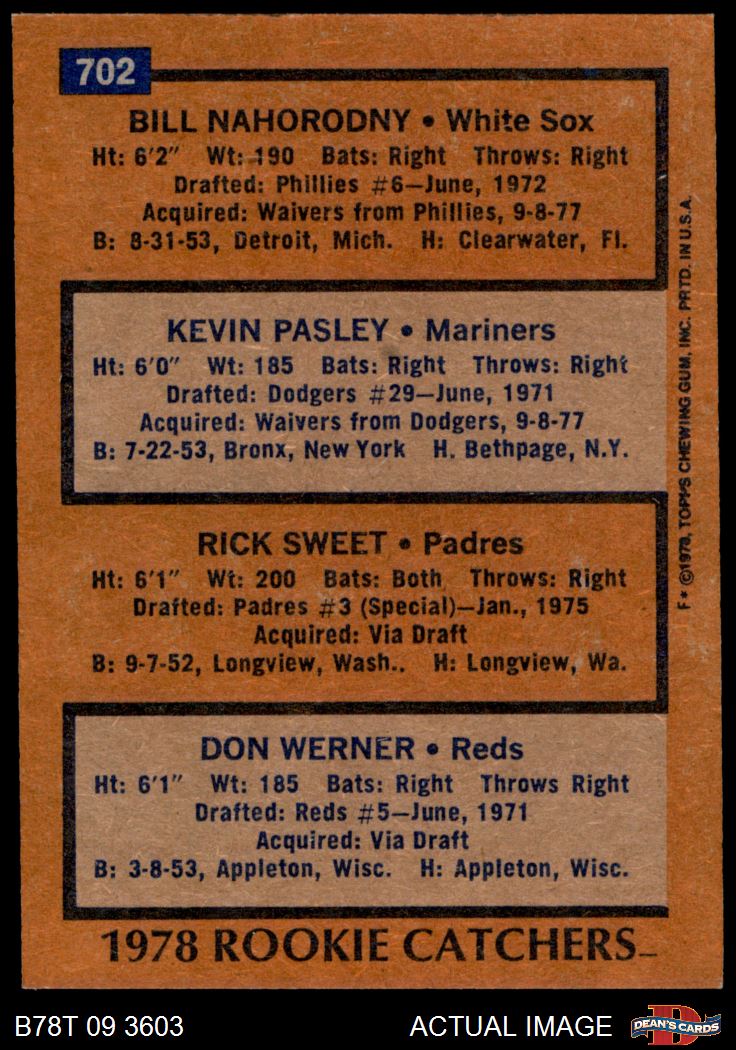 702
BILL NAHORODNY • White Sox
Ht: 6'2" Wt: 190 Bats: Right Throws: Right
Drafted: Phillies #6—June, 1972
Acquired: Waivers from Phillies, 9-8-77
B: 8-31-53, Detroit, Mich. H: Clearwater, Fl.
KEVIN PASLEY • Mariners
Ht: 6'0" Wt: 185 Bats: Right Throws: Right
Drafted: Dodgers #29—June, 1971
Acquired: Waivers from Dodgers, 9-8-77
B: 7-22-53, Bronx, New York H. Bethpage, N.Y.
RICK SWEET • Padres
Ht: 6'1" Wt: 200 Bats: Both Throws: Right
Drafted: Padres #3 (Special)—Jan., 1975
Acquired: Via Draft
B: 9-7-52, Longview, Wash.. H: Longview, Wa.
DON WERNER • Reds
Ht: 6'1" Wt: 185 Bats: Right Throws Right
Drafted: Reds #5—June, 1971
Acquired: Via Draft
B: 3-8-53, Appleton, Wisc. H: Appleton, Wisc.
1978 ROOKIE CATCHERS
F* ©1978, TOPPS CHEWING GUM, INC. PRTD. IN U.S.A.
B78T 09 3603 ACTUAL IMAGE
D
DEAN'S CARDS